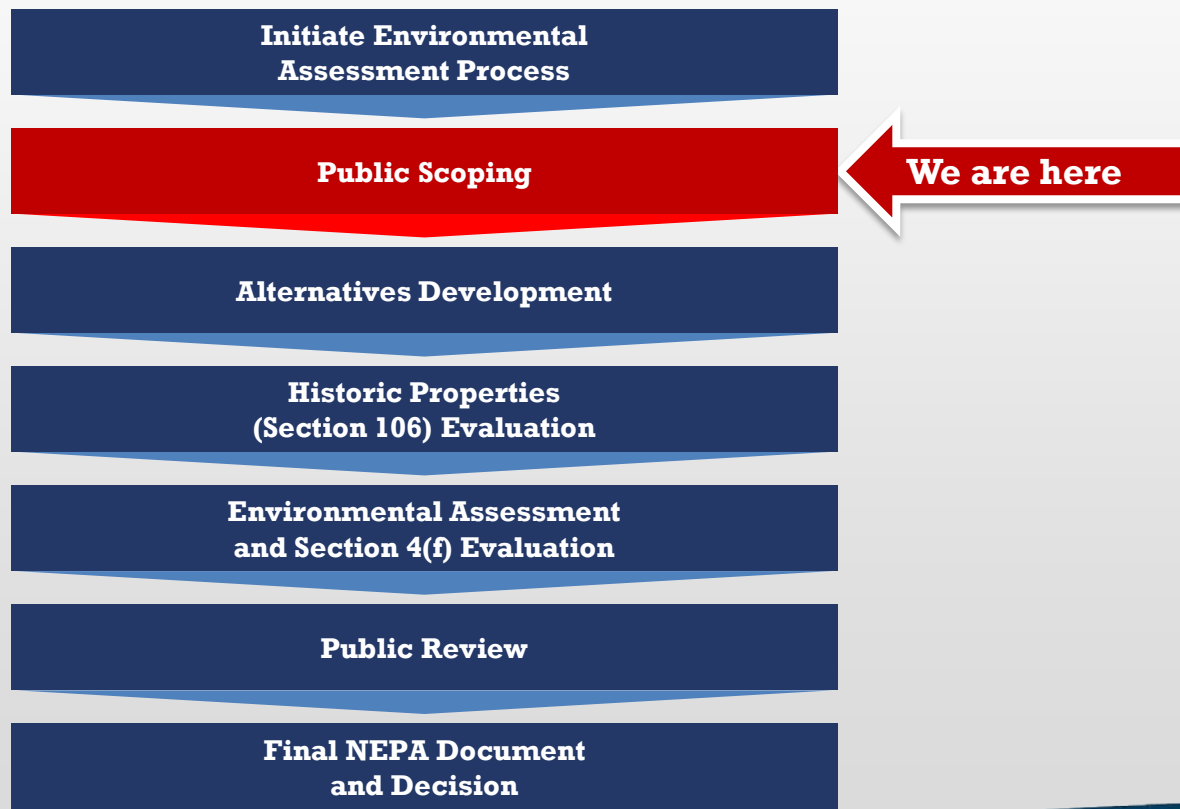 Initiate Environmental
Assessment Process
Public Scoping
We are here
Alternatives Development
Historic Properties
(Section 106) Evaluation
Environmental Assessment
and Section 4(f) Evaluation
Public Review
Final NEPA Document
and Decision